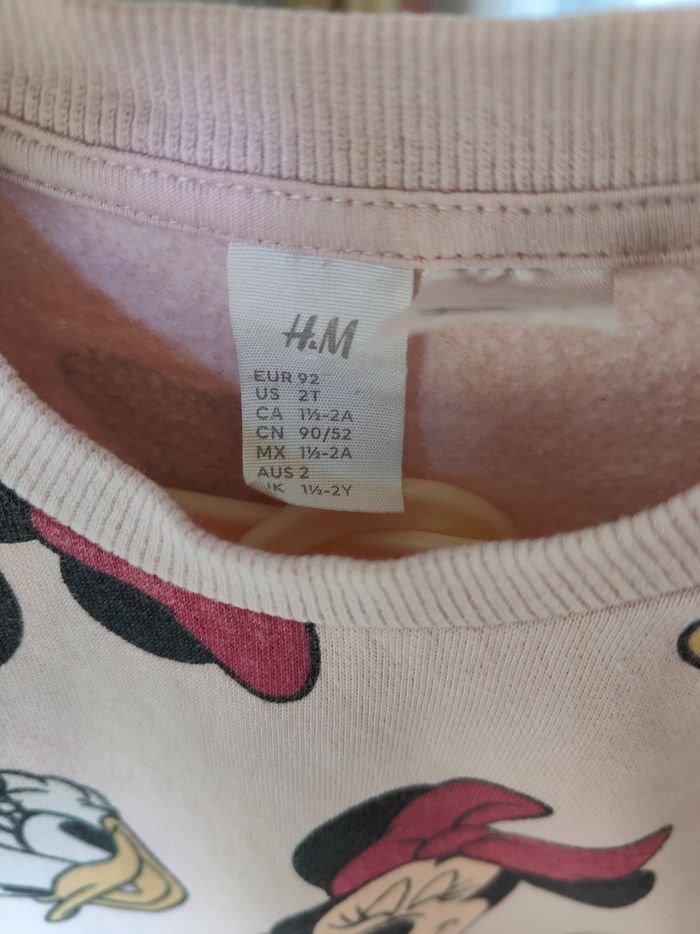 H&M
EUR 92
US 2T
CA 1½-2A
CN 90/52
MX 1½-2A
AUS 2
UK 1½-2Y